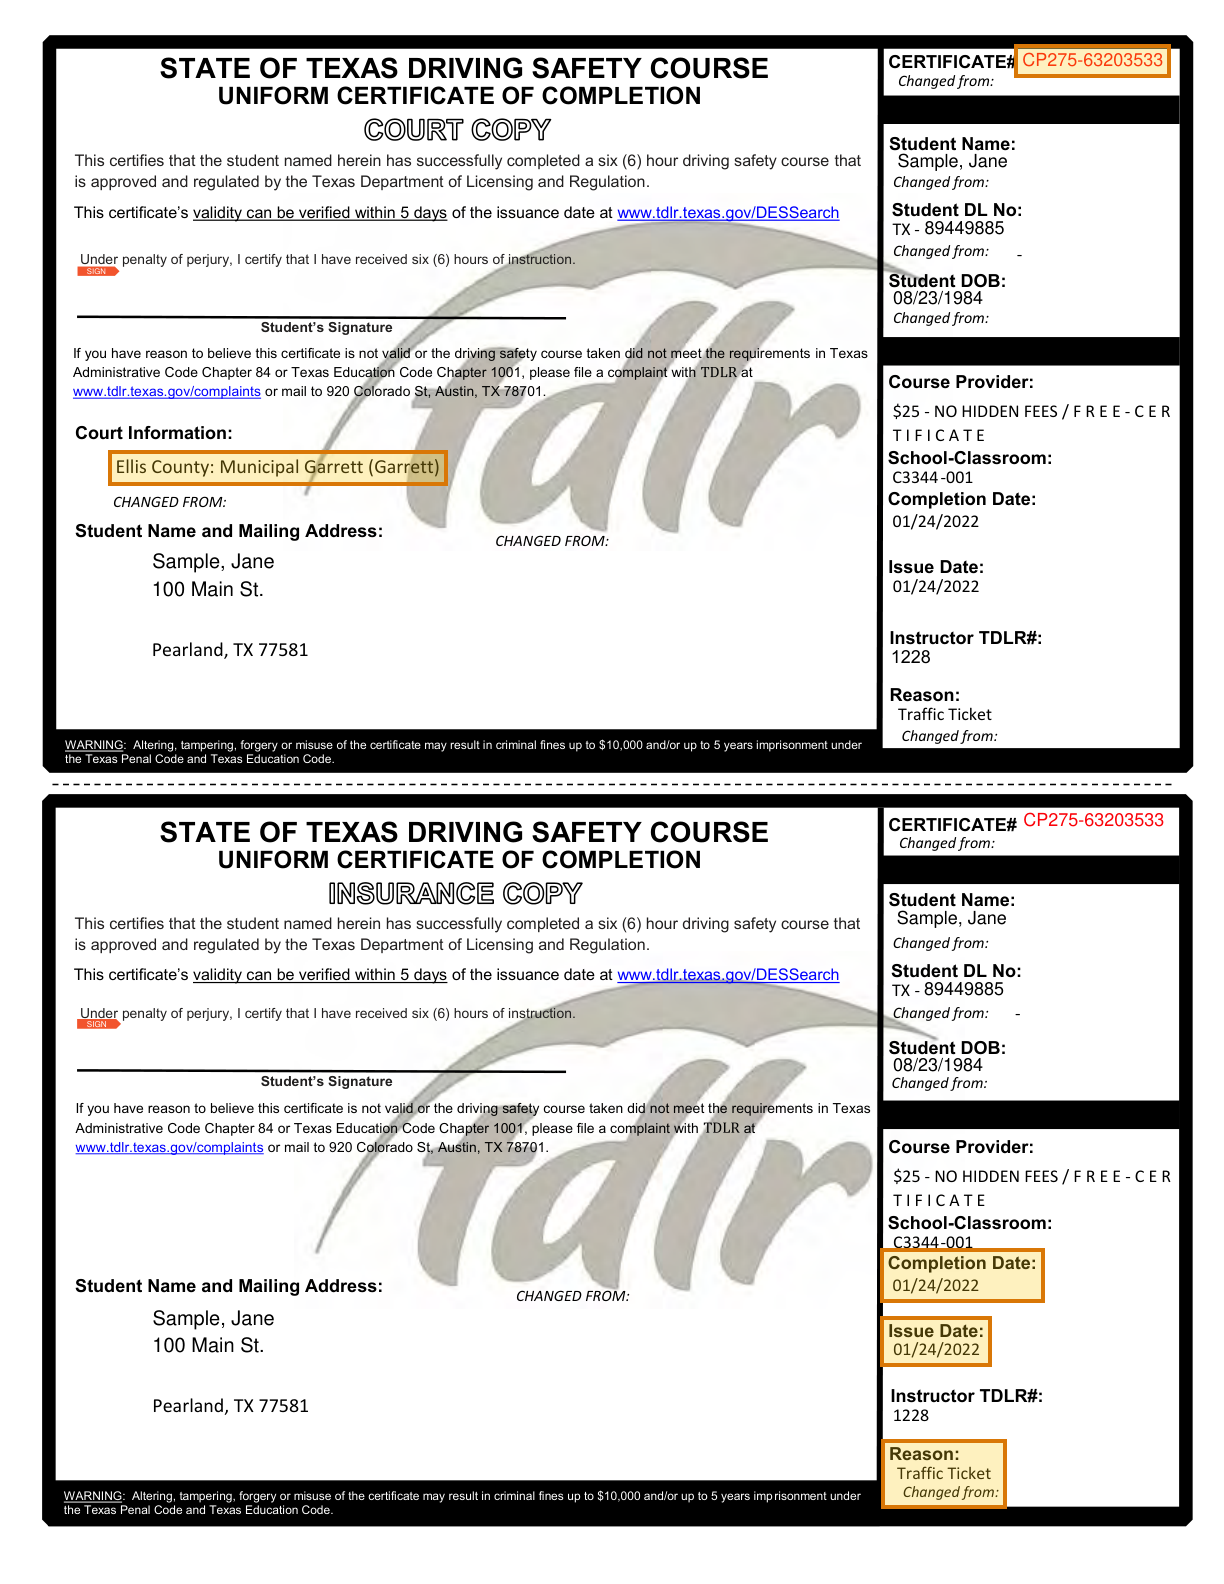 STATE OF TEXAS DRIVING SAFETY COURSE
UNIFORM CERTIFICATE OF COMPLETION
COURT COPY
This certifies that the student named herein has successfully completed a six (6) hour driving safety course that
is approved and regulated by the Texas Department of Licensing and Regulation.
This certificate's validity can be verified within 5 days of the issuance date at www.tdlr.texas.gov/DESSearch
Under penalty of perjury, I certify that I have received six (6) hours of instruction.
SIGN
Student's Signature
If you have reason to believe this certificate is not valid or the driving safety course taken did not meet the requirements in Texas
Administrative Code Chapter 84 or Texas Education Code Chapter 1001, please file a complaint with TDLR at
www.tdlr.texas.gov/complaints or mail to 920 Colorado St, Austin, TX 78701.
tdlr
Court Information:
Ellis County: Municipal Garrett (Garrett)
CHANGED FROM:
Student Name and Mailing Address:
CHANGED FROM:
Sample, Jane
100 Main St.
Pearland, TX 77581
WARNING: Altering, tampering, forgery or misuse of the certificate may result in criminal fines up to $10,000 and/or up to 5 years imprisonment under
the Texas Penal Code and Texas Education Code.
CERTIFICATE# CP275-63203533
Changed from:
Student Name:
Sample, Jane
Changed from:
Student DL No:
TX - 89449885
Changed from: -
Student DOB:
08/23/1984
Changed from:
Course Provider:
$25 - NO HIDDEN FEES / F R E E - C E R
T I F I C A T E
School-Classroom:
C3344-001
Completion Date:
01/24/2022
Issue Date:
01/24/2022
Instructor TDLR#:
1228
Reason:
Traffic Ticket
Changed from:
STATE OF TEXAS DRIVING SAFETY COURSE
UNIFORM CERTIFICATE OF COMPLETION
INSURANCE COPY
This certifies that the student named herein has successfully completed a six (6) hour driving safety course that
is approved and regulated by the Texas Department of Licensing and Regulation.
This certificate's validity can be verified within 5 days of the issuance date at www.tdlr.texas.gov/DESSearch
Under penalty of perjury, I certify that I have received six (6) hours of instruction.
SIGN
Student's Signature
If you have reason to believe this certificate is not valid or the driving safety course taken did not meet the requirements in Texas
Administrative Code Chapter 84 or Texas Education Code Chapter 1001, please file a complaint with TDLR at
www.tdlr.texas.gov/complaints or mail to 920 Colorado St, Austin, TX 78701.
tdlr
Student Name and Mailing Address:
CHANGED FROM:
Sample, Jane
100 Main St.
Pearland, TX 77581
WARNING: Altering, tampering, forgery or misuse of the certificate may result in criminal fines up to $10,000 and/or up to 5 years imprisonment under
the Texas Penal Code and Texas Education Code.
CERTIFICATE# CP275-63203533
Changed from:
Student Name:
Sample, Jane
Changed from:
Student DL No:
TX - 89449885
Changed from: -
Student DOB:
08/23/1984
Changed from:
Course Provider:
$25 - NO HIDDEN FEES / F R E E - C E R
T I F I C A T E
School-Classroom:
C3344-001
Completion Date:
01/24/2022
Issue Date:
01/24/2022
Instructor TDLR#:
1228
Reason:
Traffic Ticket
Changed from: